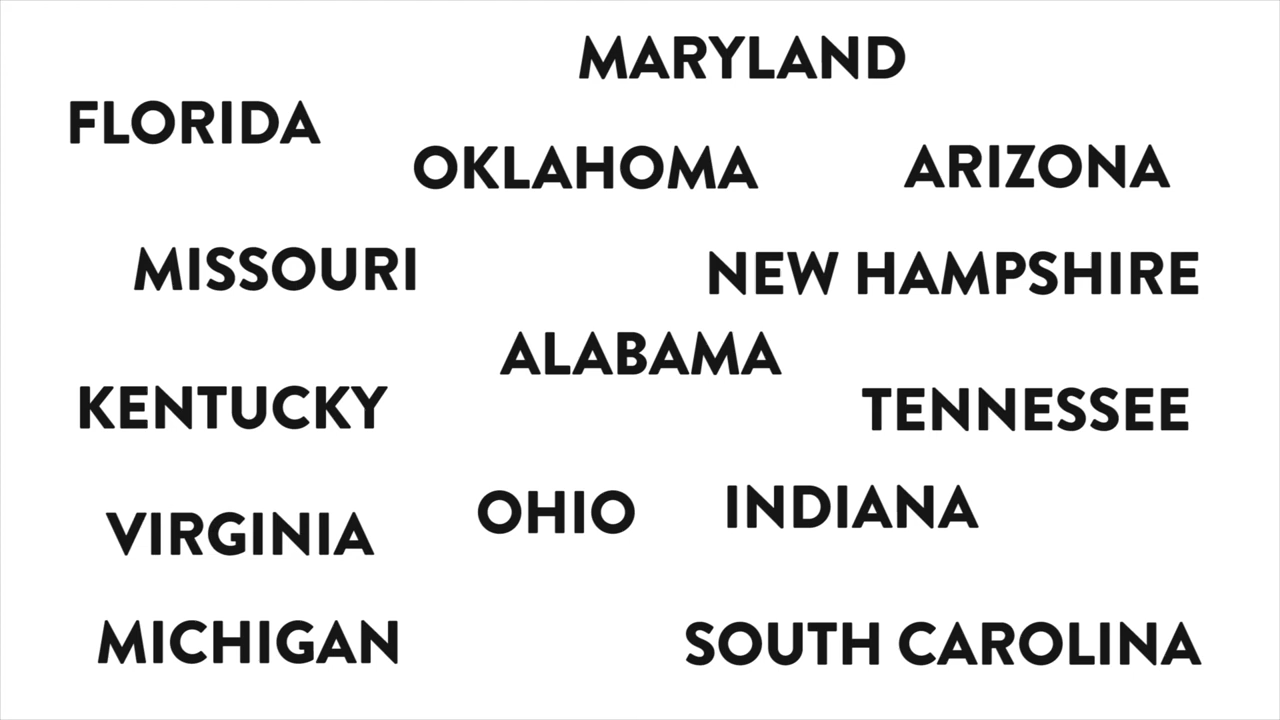 MARYLAND
FLORIDA
OKLAHOMA
ARIZONA
MISSOURI
NEW HAMPSHIRE
ALABAMA
KENTUCKY
TENNESSEE
VIRGINIA
OHIO
INDIANA
MICHIGAN
SOUTH CAROLINA